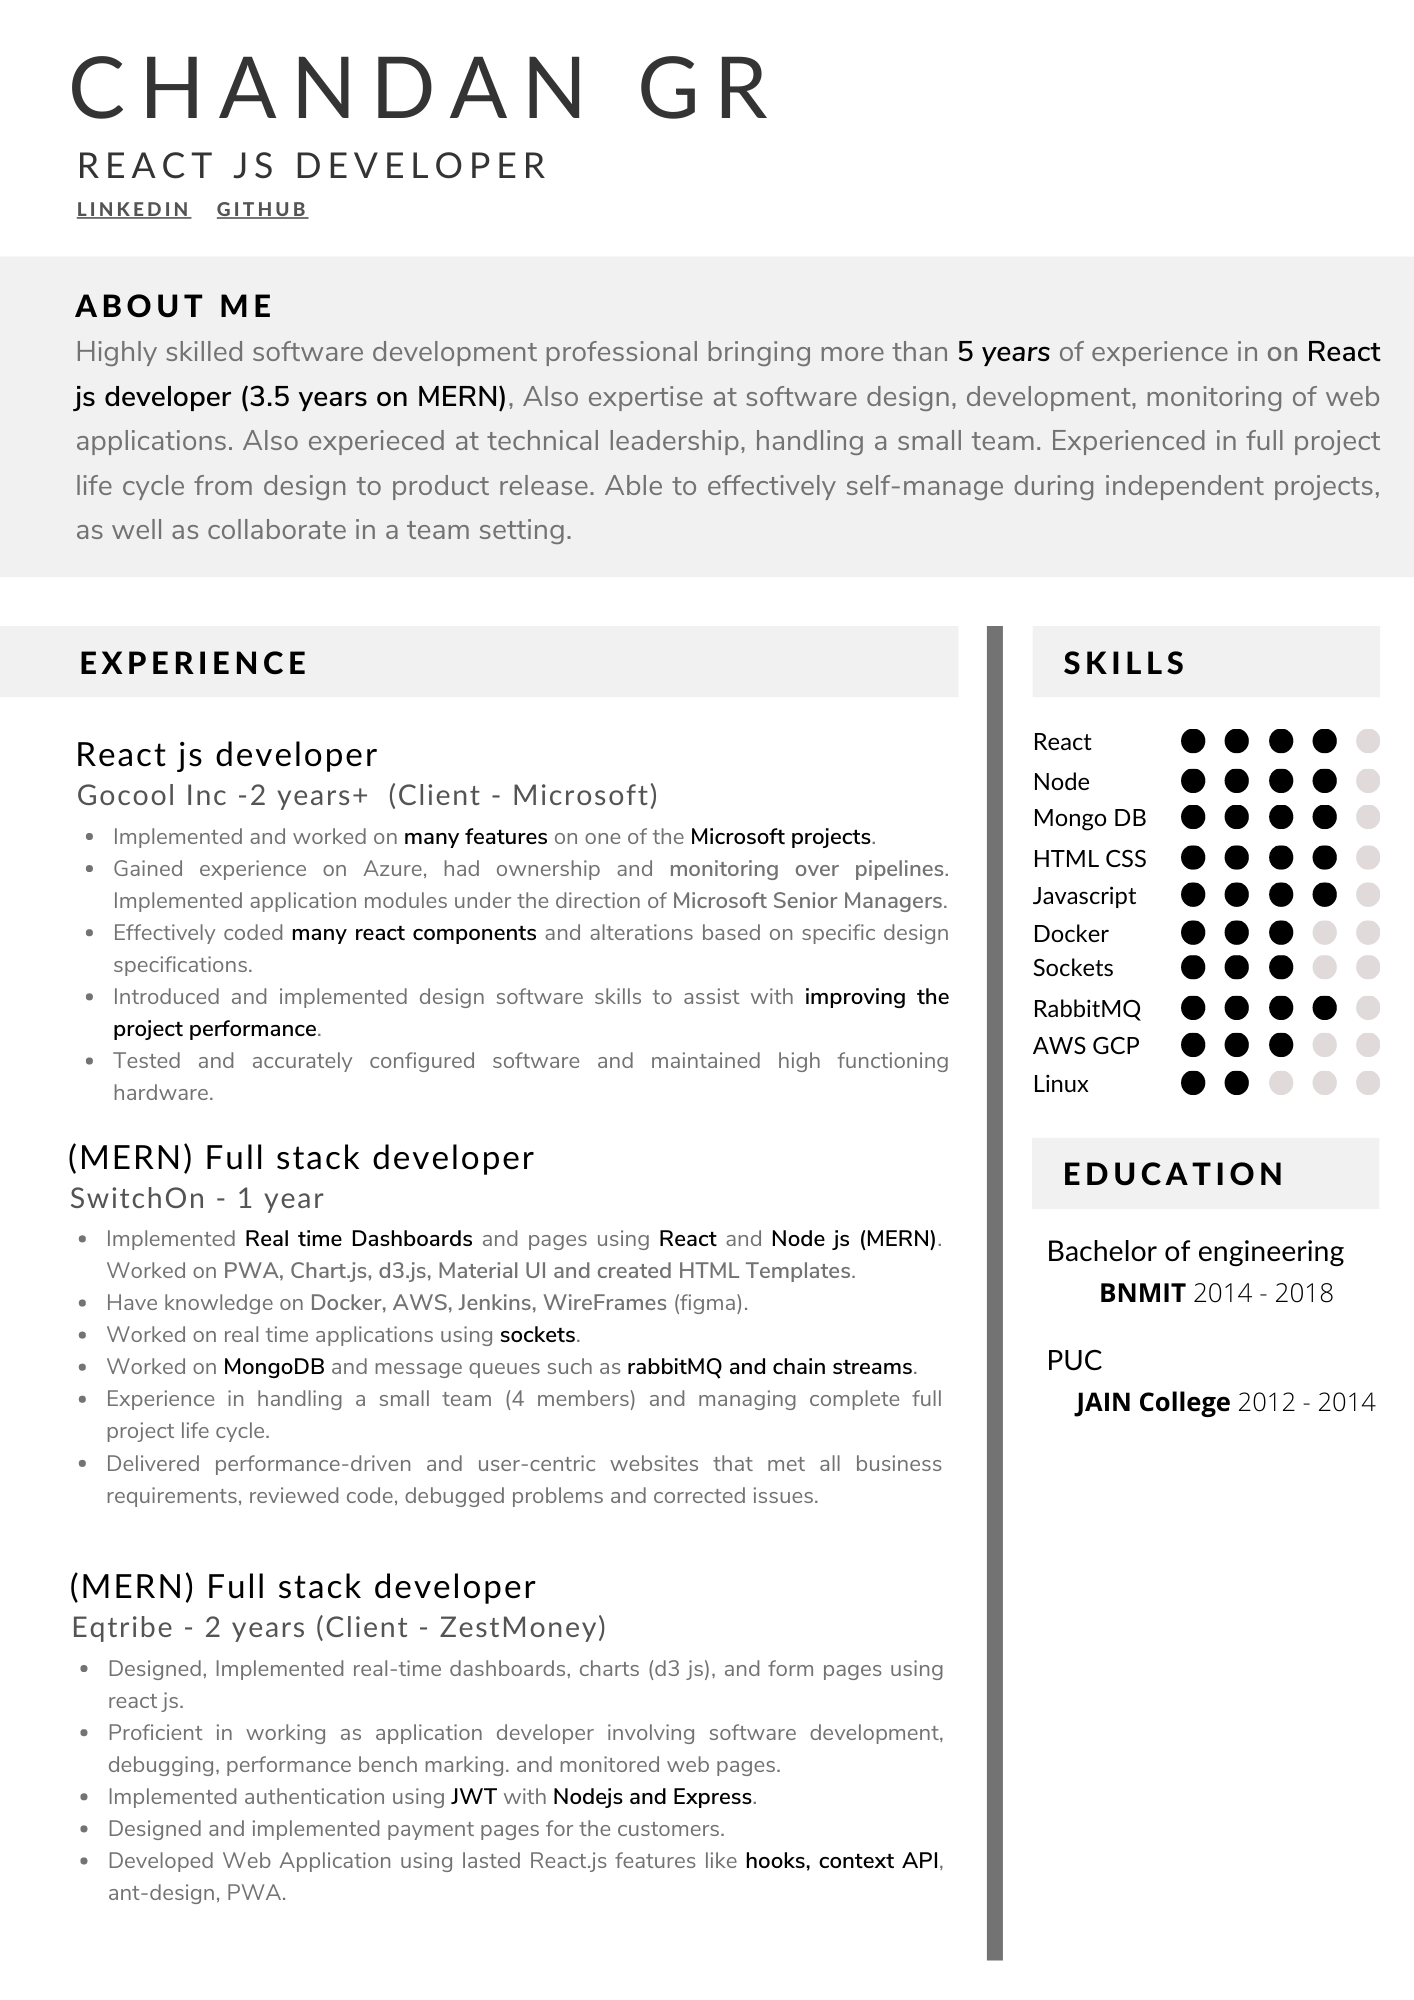 CHANDAN GR
REACT JS DEVELOPER
LINKEDIN GITHUB
ABOUT ME
Highly skilled software development professional bringing more than 5 years of experience in on React
js developer (3.5 years on MERN), Also expertise at software design, development, monitoring of web
applications. Also experieced at technical leadership, handling a small team. Experienced in full project
life cycle from design to product release. Able to effectively self-manage during independent projects,
as well as collaborate in a team setting.
EXPERIENCE
React js developer
Gocool Inc -2 years+ (Client - Microsoft)
• Implemented and worked on many features on one of the Microsoft projects.
• Gained experience on Azure, had ownership and monitoring over pipelines.
Implemented application modules under the direction of Microsoft Senior Managers.
• Effectively coded many react components and alterations based on specific design
specifications.
• Introduced and implemented design software skills to assist with improving the
project performance.
• Tested and accurately configured software and maintained high functioning
hardware.
(MERN) Full stack developer
SwitchOn - 1 year
• Implemented Real time Dashboards and pages using React and Node js (MERN).
Worked on PWA, Chart.js, d3.js, Material UI and created HTML Templates.
• Have knowledge on Docker, AWS, Jenkins, WireFrames (figma).
• Worked on real time applications using sockets.
• Worked on MongoDB and message queues such as rabbitMQ and chain streams.
• Experience in handling a small team (4 members) and managing complete full
project life cycle.
• Delivered performance-driven and user-centric websites that met all business
requirements, reviewed code, debugged problems and corrected issues.
(MERN) Full stack developer
Eqtribe - 2 years (Client - ZestMoney)
• Designed, Implemented real-time dashboards, charts (d3 js), and form pages using
react js.
• Proficient in working as application developer involving software development,
debugging, performance bench marking. and monitored web pages.
• Implemented authentication using JWT with Nodejs and Express.
• Designed and implemented payment pages for the customers.
• Developed Web Application using lasted React.js features like hooks, context API,
ant-design, PWA.
SKILLS
React
Node
Mongo DB
HTML CSS
Javascript
Docker
Sockets
RabbitMQ
AWS GCP
Linux
EDUCATION
Bachelor of engineering
BNMIT 2014 - 2018
PUC
JAIN College 2012 - 2014